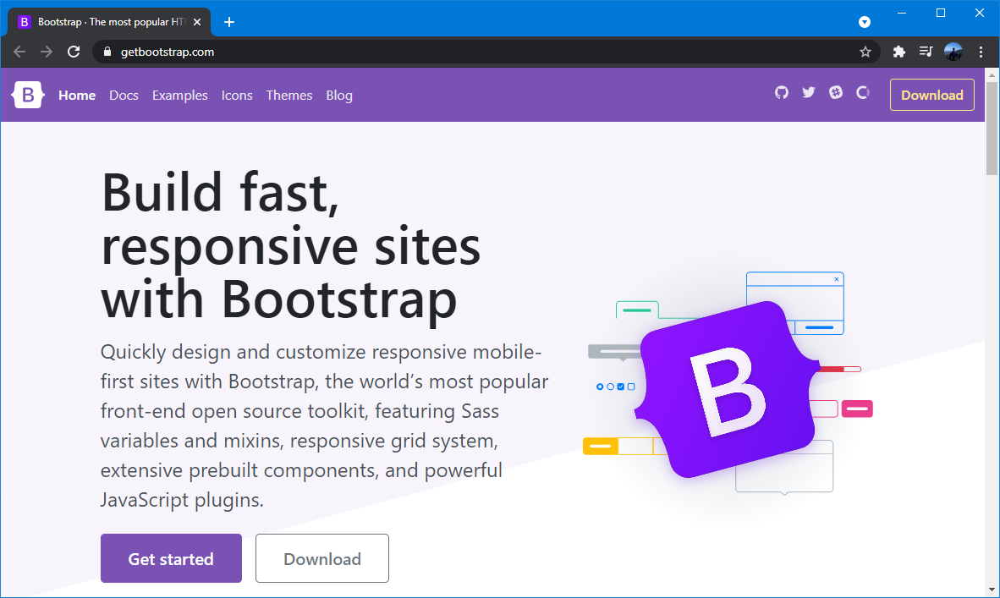 Bootstrap · The most popular HT
getbootstrap.com
B Home Docs Examples Icons Themes Blog Download
Build fast,
responsive sites
with Bootstrap
Quickly design and customize responsive mobile-
first sites with Bootstrap, the world’s most popular
front-end open source toolkit, featuring Sass
variables and mixins, responsive grid system,
extensive prebuilt components, and powerful
JavaScript plugins.
B
Get started Download